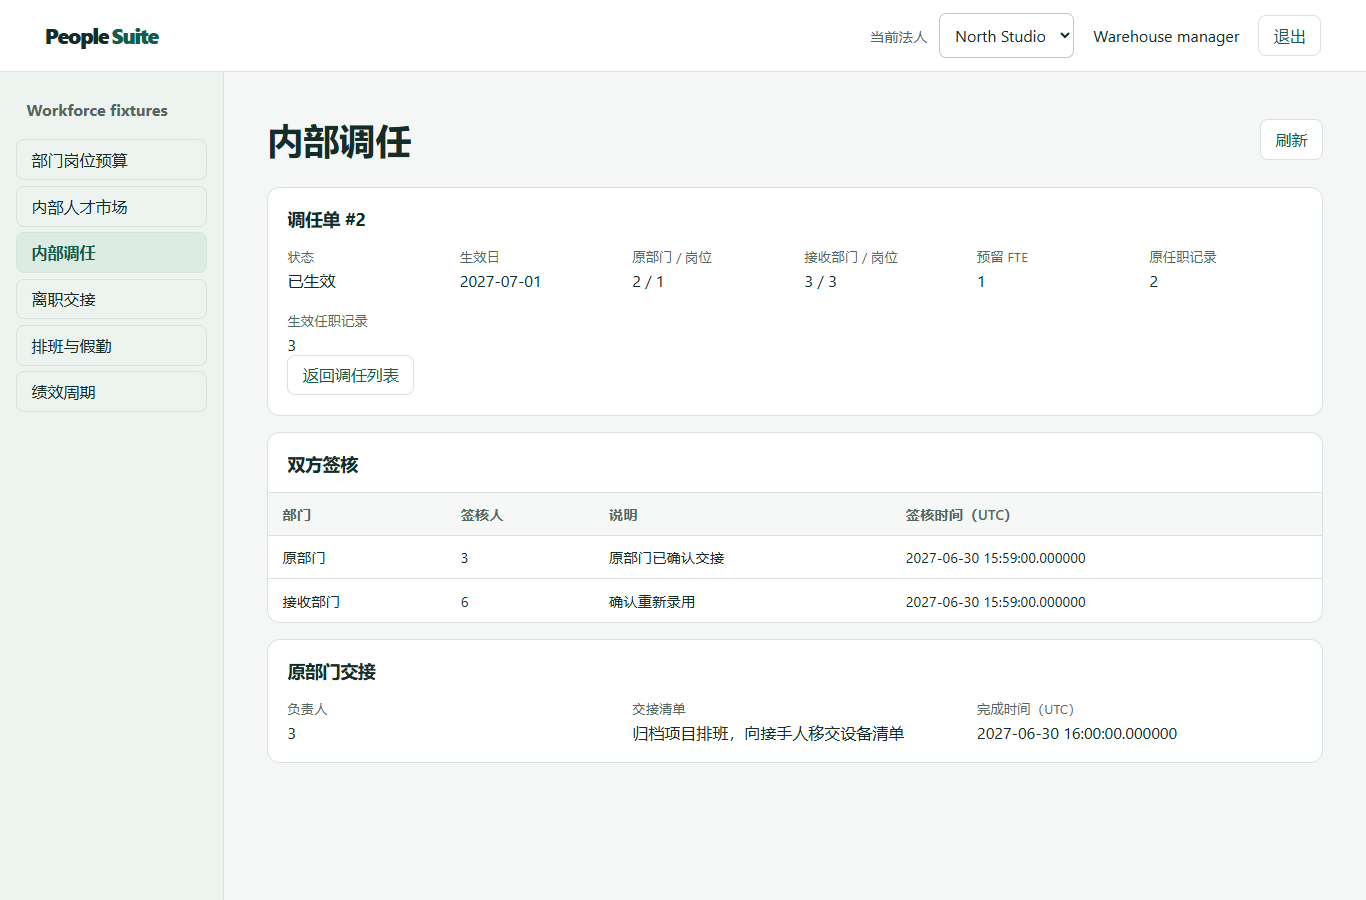 People Suite
当前法人 North Studio Warehouse manager 退出
Workforce fixtures
部门岗位预算
内部人才市场
内部调任
离职交接
排班与假勤
绩效周期
内部调任 刷新
调任单 #2
状态 生效日 原部门 / 岗位 接收部门 / 岗位 预留 FTE 原任职记录
已生效 2027-07-01 2 / 1 3 / 3 1 2
生效任职记录
3
返回调任列表
双方签核
部门 签核人 说明 签核时间（UTC）
原部门 3 原部门已确认交接 2027-06-30 15:59:00.000000
接收部门 6 确认重新录用 2027-06-30 15:59:00.000000
原部门交接
负责人 交接清单 完成时间（UTC）
3 归档项目排班，向接手人移交设备清单 2027-06-30 16:00:00.000000